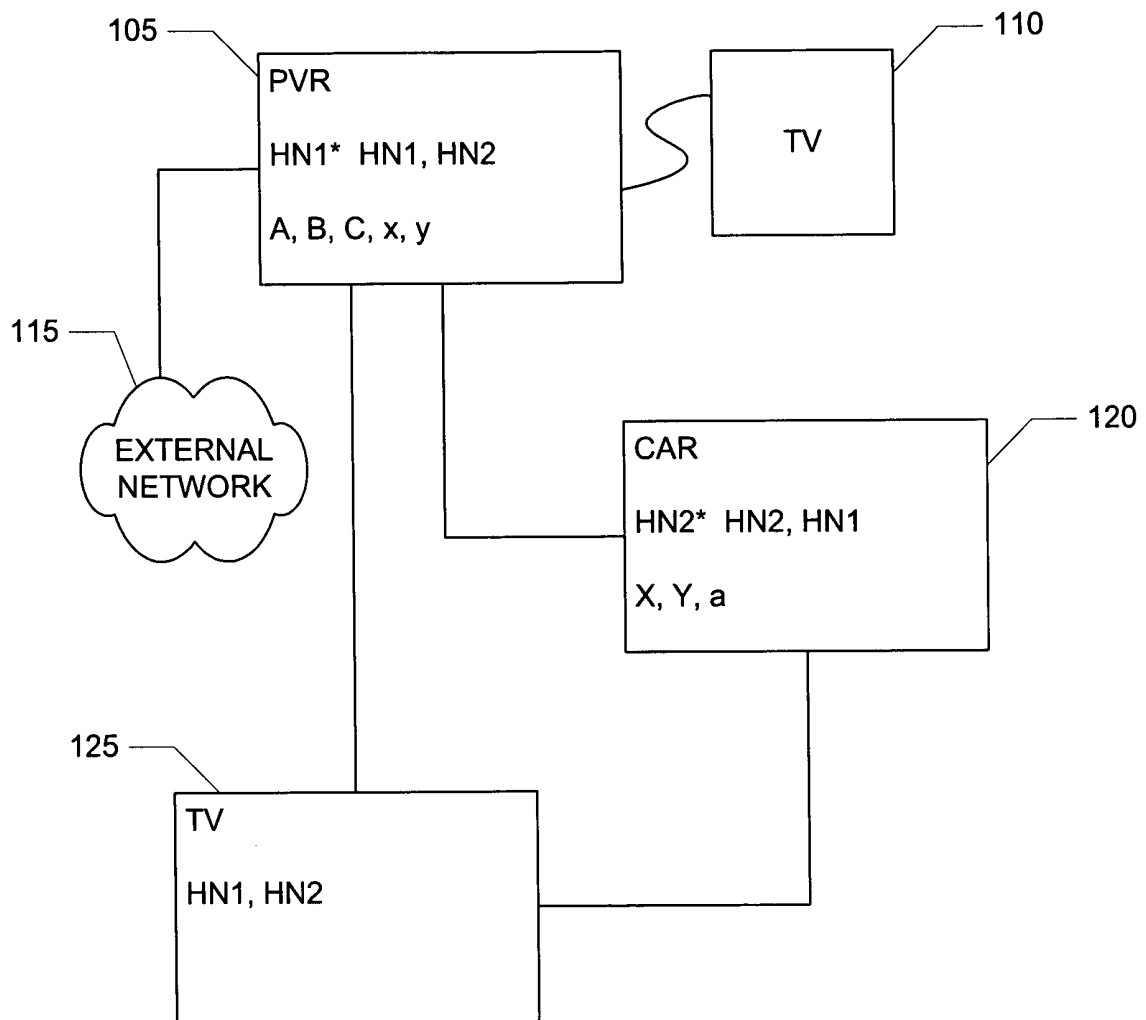 105
110
PVR
HN1* HN1, HN2
A, B, C, x, y
TV
115
EXTERNAL
NETWORK
120
CAR
HN2* HN2, HN1
X, Y, a
125
TV
HN1, HN2